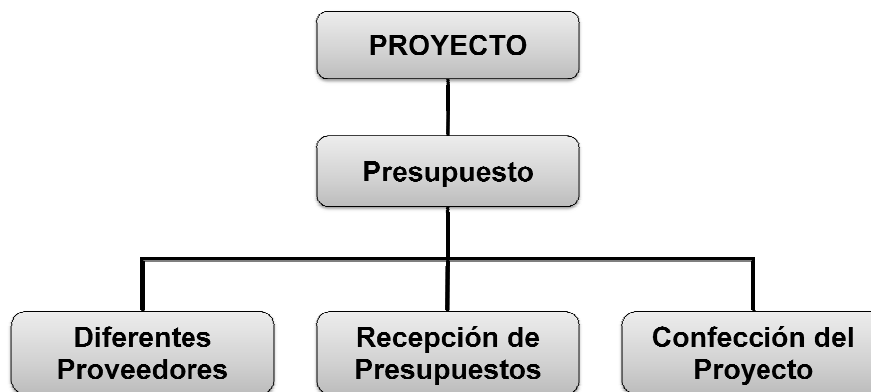 PROYECTO
Presupuesto
Diferentes
Proveedores
Recepción de
Presupuestos
Confección del
Proyecto